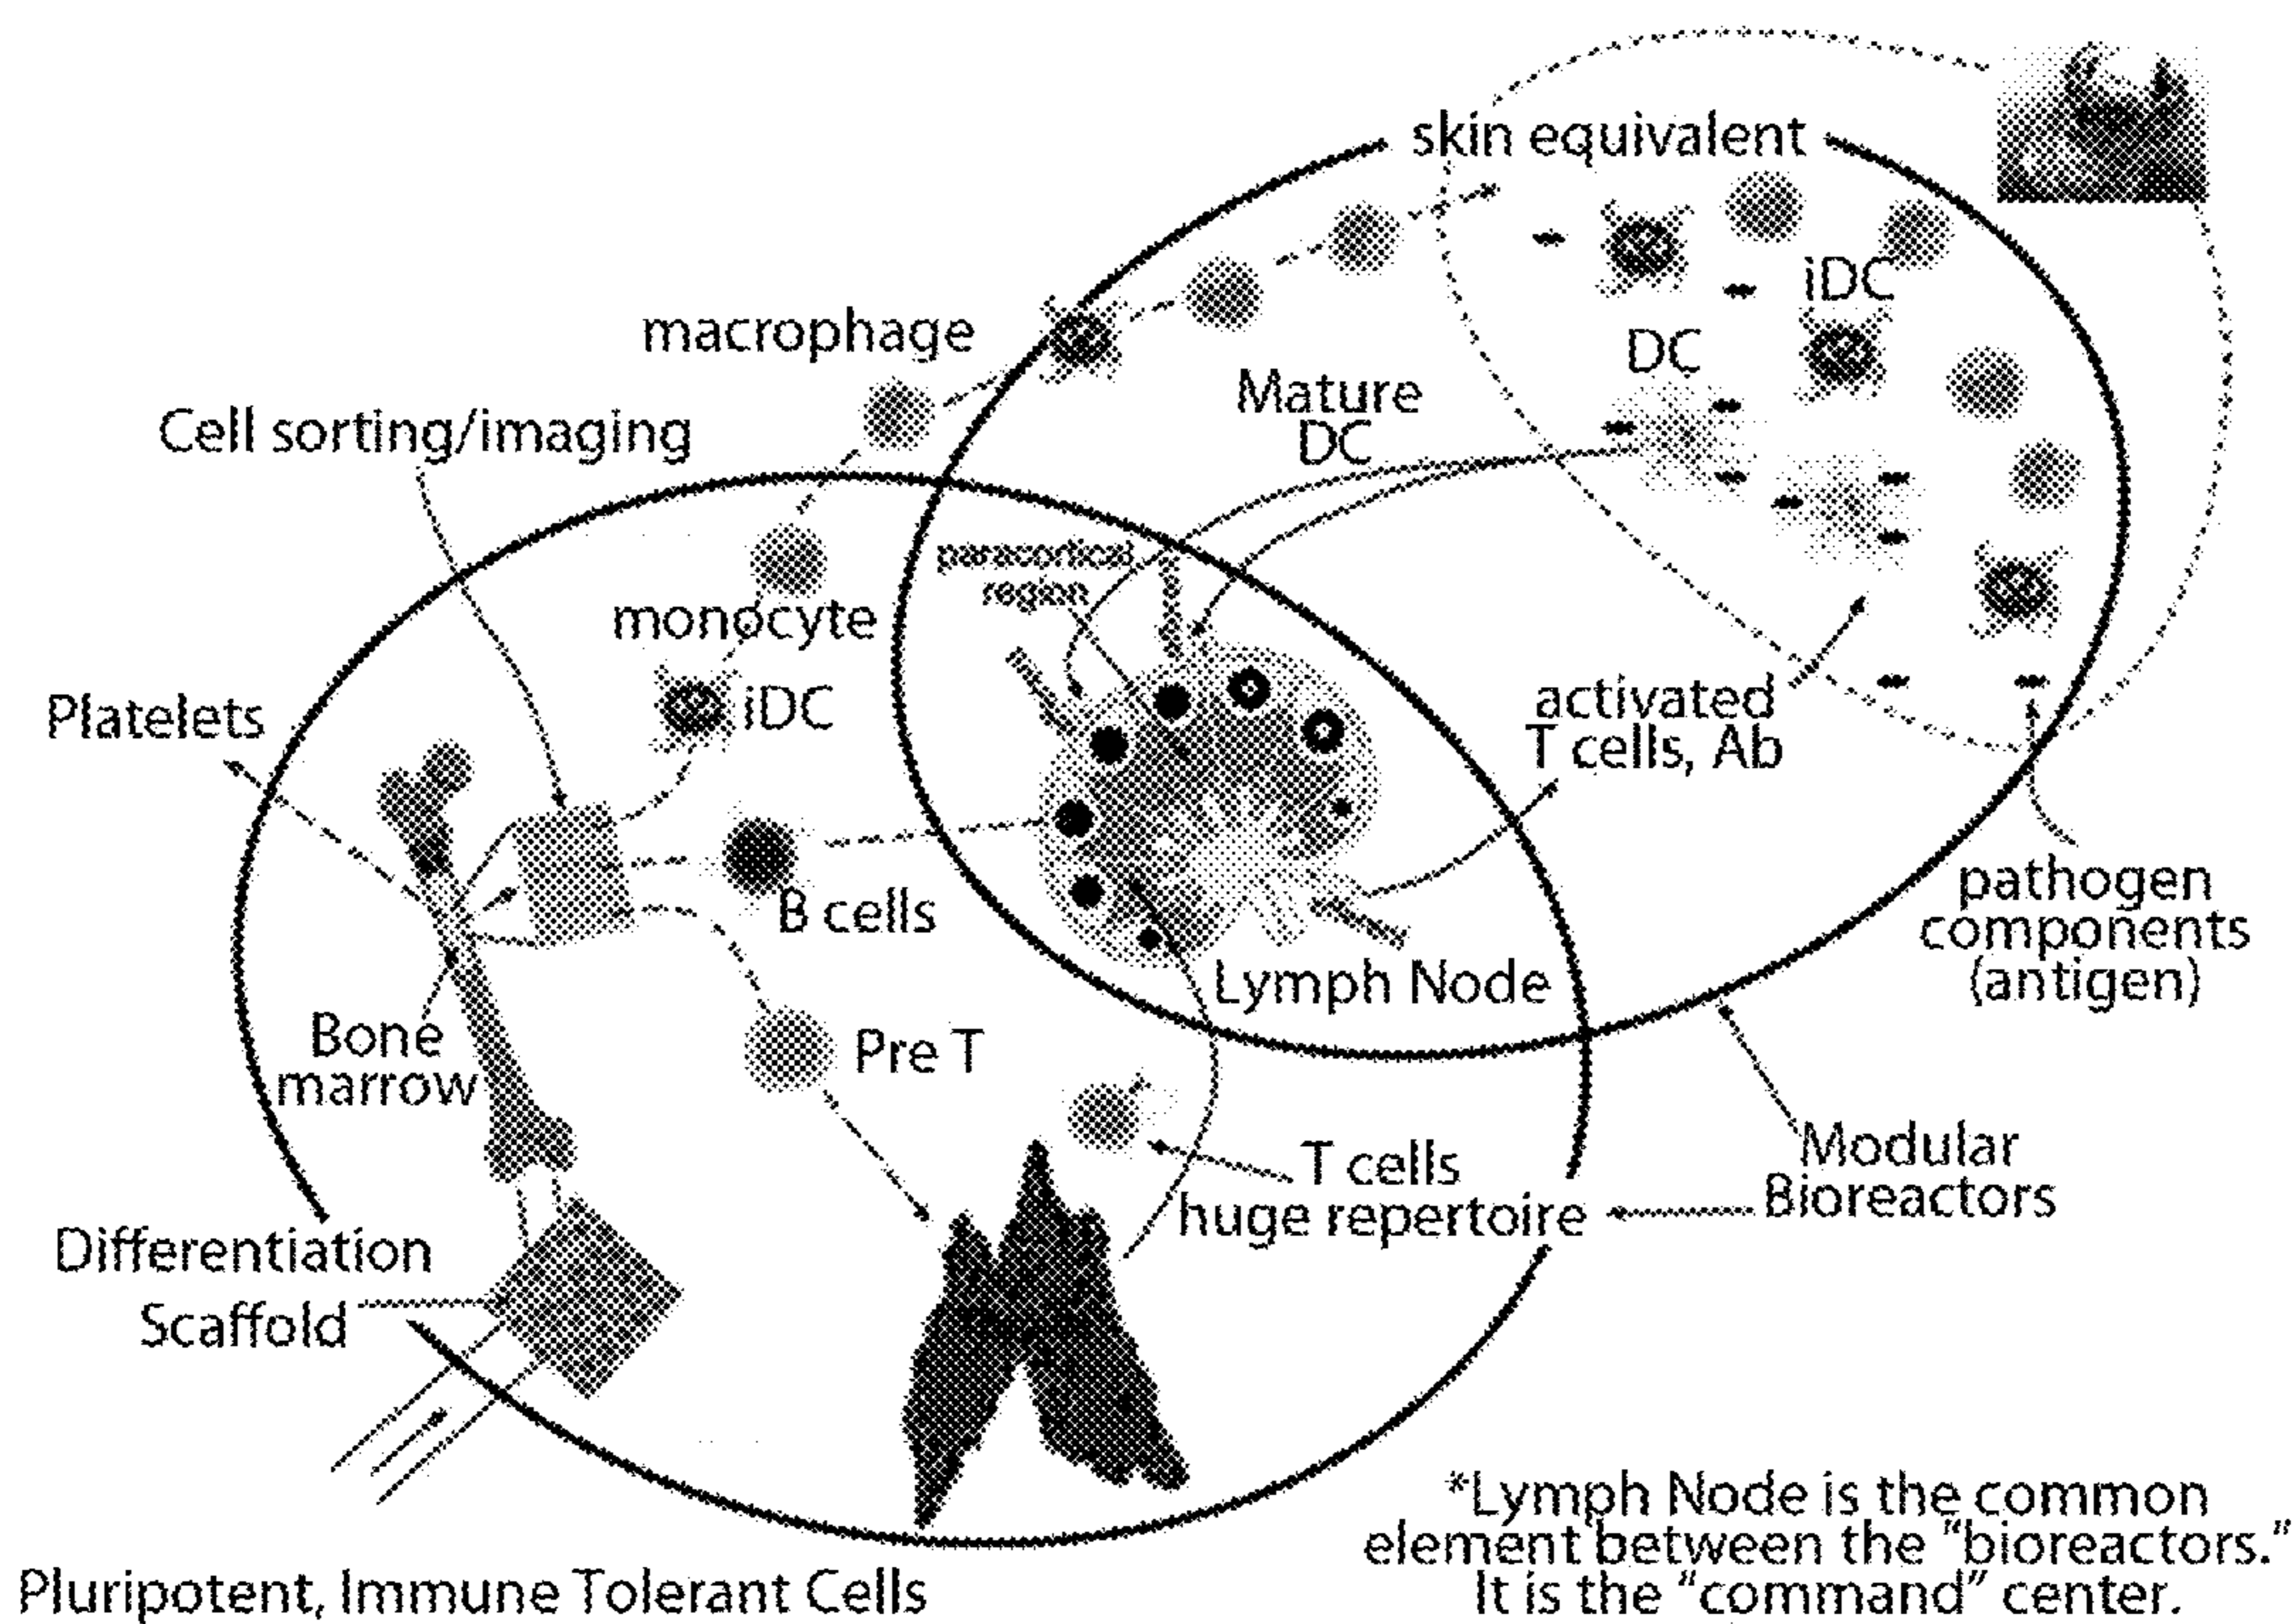 skin equivalent
iDC
macrophage
DC
Mature
DC
Cell sorting/imaging
paracortical
region
monocyte
iDC
Platelets
activated
T cells, Ab
pathogen
components
(antigen)
B cells
Lymph Node
Bone
marrow
Pre T
T cells
huge repertoire
Modular
Bioreactors
Differentiation
Scaffold
*Lymph Node is the common
element between the "bioreactors."
It is the "command" center.
Pluripotent, Immune Tolerant Cells